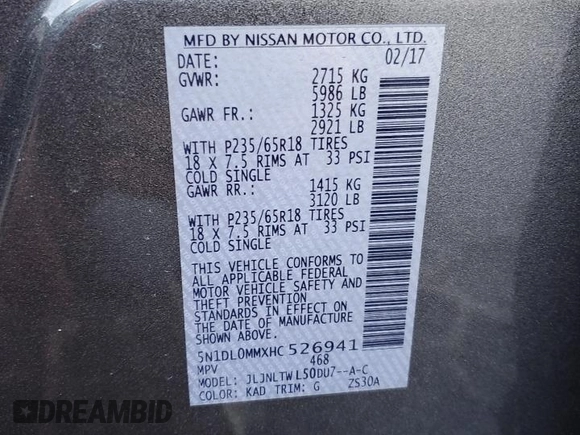 MFD BY NISSAN MOTOR CO., LTD.
DATE: 02/17
GVWR: 2715 KG
5986 LB
GAWR FR.: 1325 KG
2921 LB
WITH P235/65R18 TIRES
18 X 7.5 RIMS AT 33 PSI
COLD SINGLE
GAWR RR.: 1415 KG
3120 LB
WITH P235/65R18 TIRES
18 X 7.5 RIMS AT 33 PSI
COLD SINGLE
THIS VEHICLE CONFORMS TO
ALL APPLICABLE FEDERAL
MOTOR VEHICLE SAFETY AND
THEFT PREVENTION
STANDARDS IN EFFECT ON THE
DATE OF MANUFACTURE SHOWN
ABOVE.
5N1DL0MMXHC526941
MPV 468
MODEL: JLJNLTWL50DU7--A-C
COLOR: KAD TRIM: G ZS30A
DREAMBID